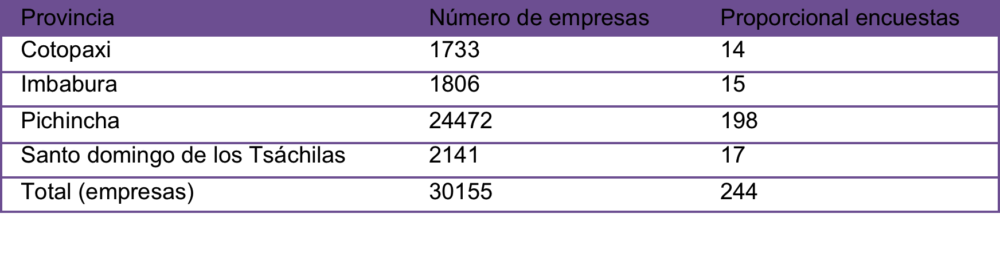 Provincia Número de empresas Proporcional encuestas
Cotopaxi 1733 14
Imbabura 1806 15
Pichincha 24472 198
Santo domingo de los Tsáchilas 2141 17
Total (empresas) 30155 244